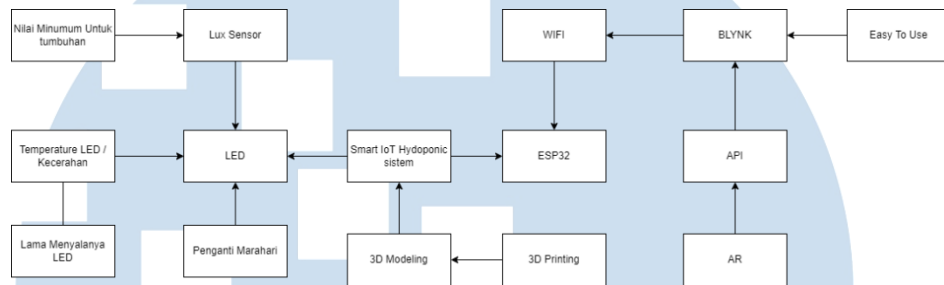 Nilai Minumum Untuk
tumbuhan
Lux Sensor
WIFI
BLYNK
Easy To Use
Temperature LED /
Kecerahan
LED
Smart IoT Hydoponic
sistem
ESP32
API
Lama Menyalanya
LED
Penganti Marahari
3D Modeling
3D Printing
AR